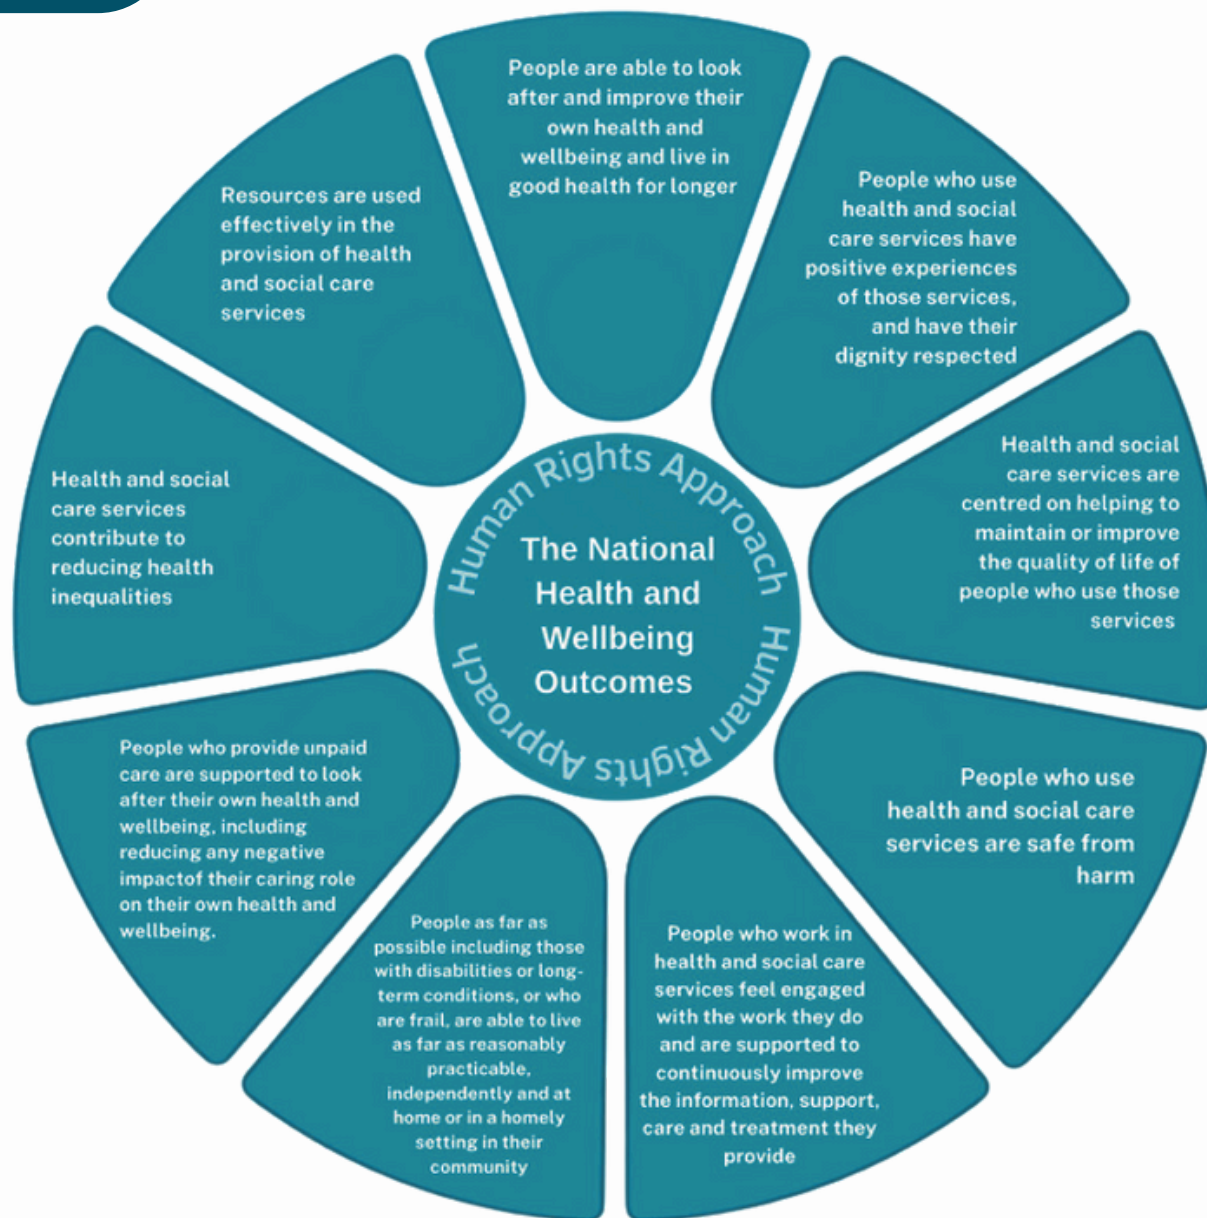 People are able to look
after and improve their
own health and
wellbeing and live in
good health for longer
People who use
health and social
care services have
positive experiences
of those services,
and have their
dignity respected
Health and social
care services are
centred on helping to
maintain or improve
the quality of life of
people who use those
services
People who use
health and social care
services are safe from
harm
People who work in
health and social care
services feel engaged
with the work they do
and are supported to
continuously improve
the information, support,
care and treatment they
provide
People as far as
possible including those
with disabilities or long-
term conditions, or who
are frail, are able to live
as far as reasonably
practicable,
independently and at
home or in a homely
setting in their
community
People who provide unpaid
care are supported to look
after their own health and
wellbeing, including
reducing any negative
impactof their caring role
on their own health and
wellbeing.
Health and social
care services
contribute to
reducing health
inequalities
Resources are used
effectively in the
provision of health
and social care
services
Human Rights Approach
The National
Health and
Wellbeing
Outcomes
Human Rights Approach